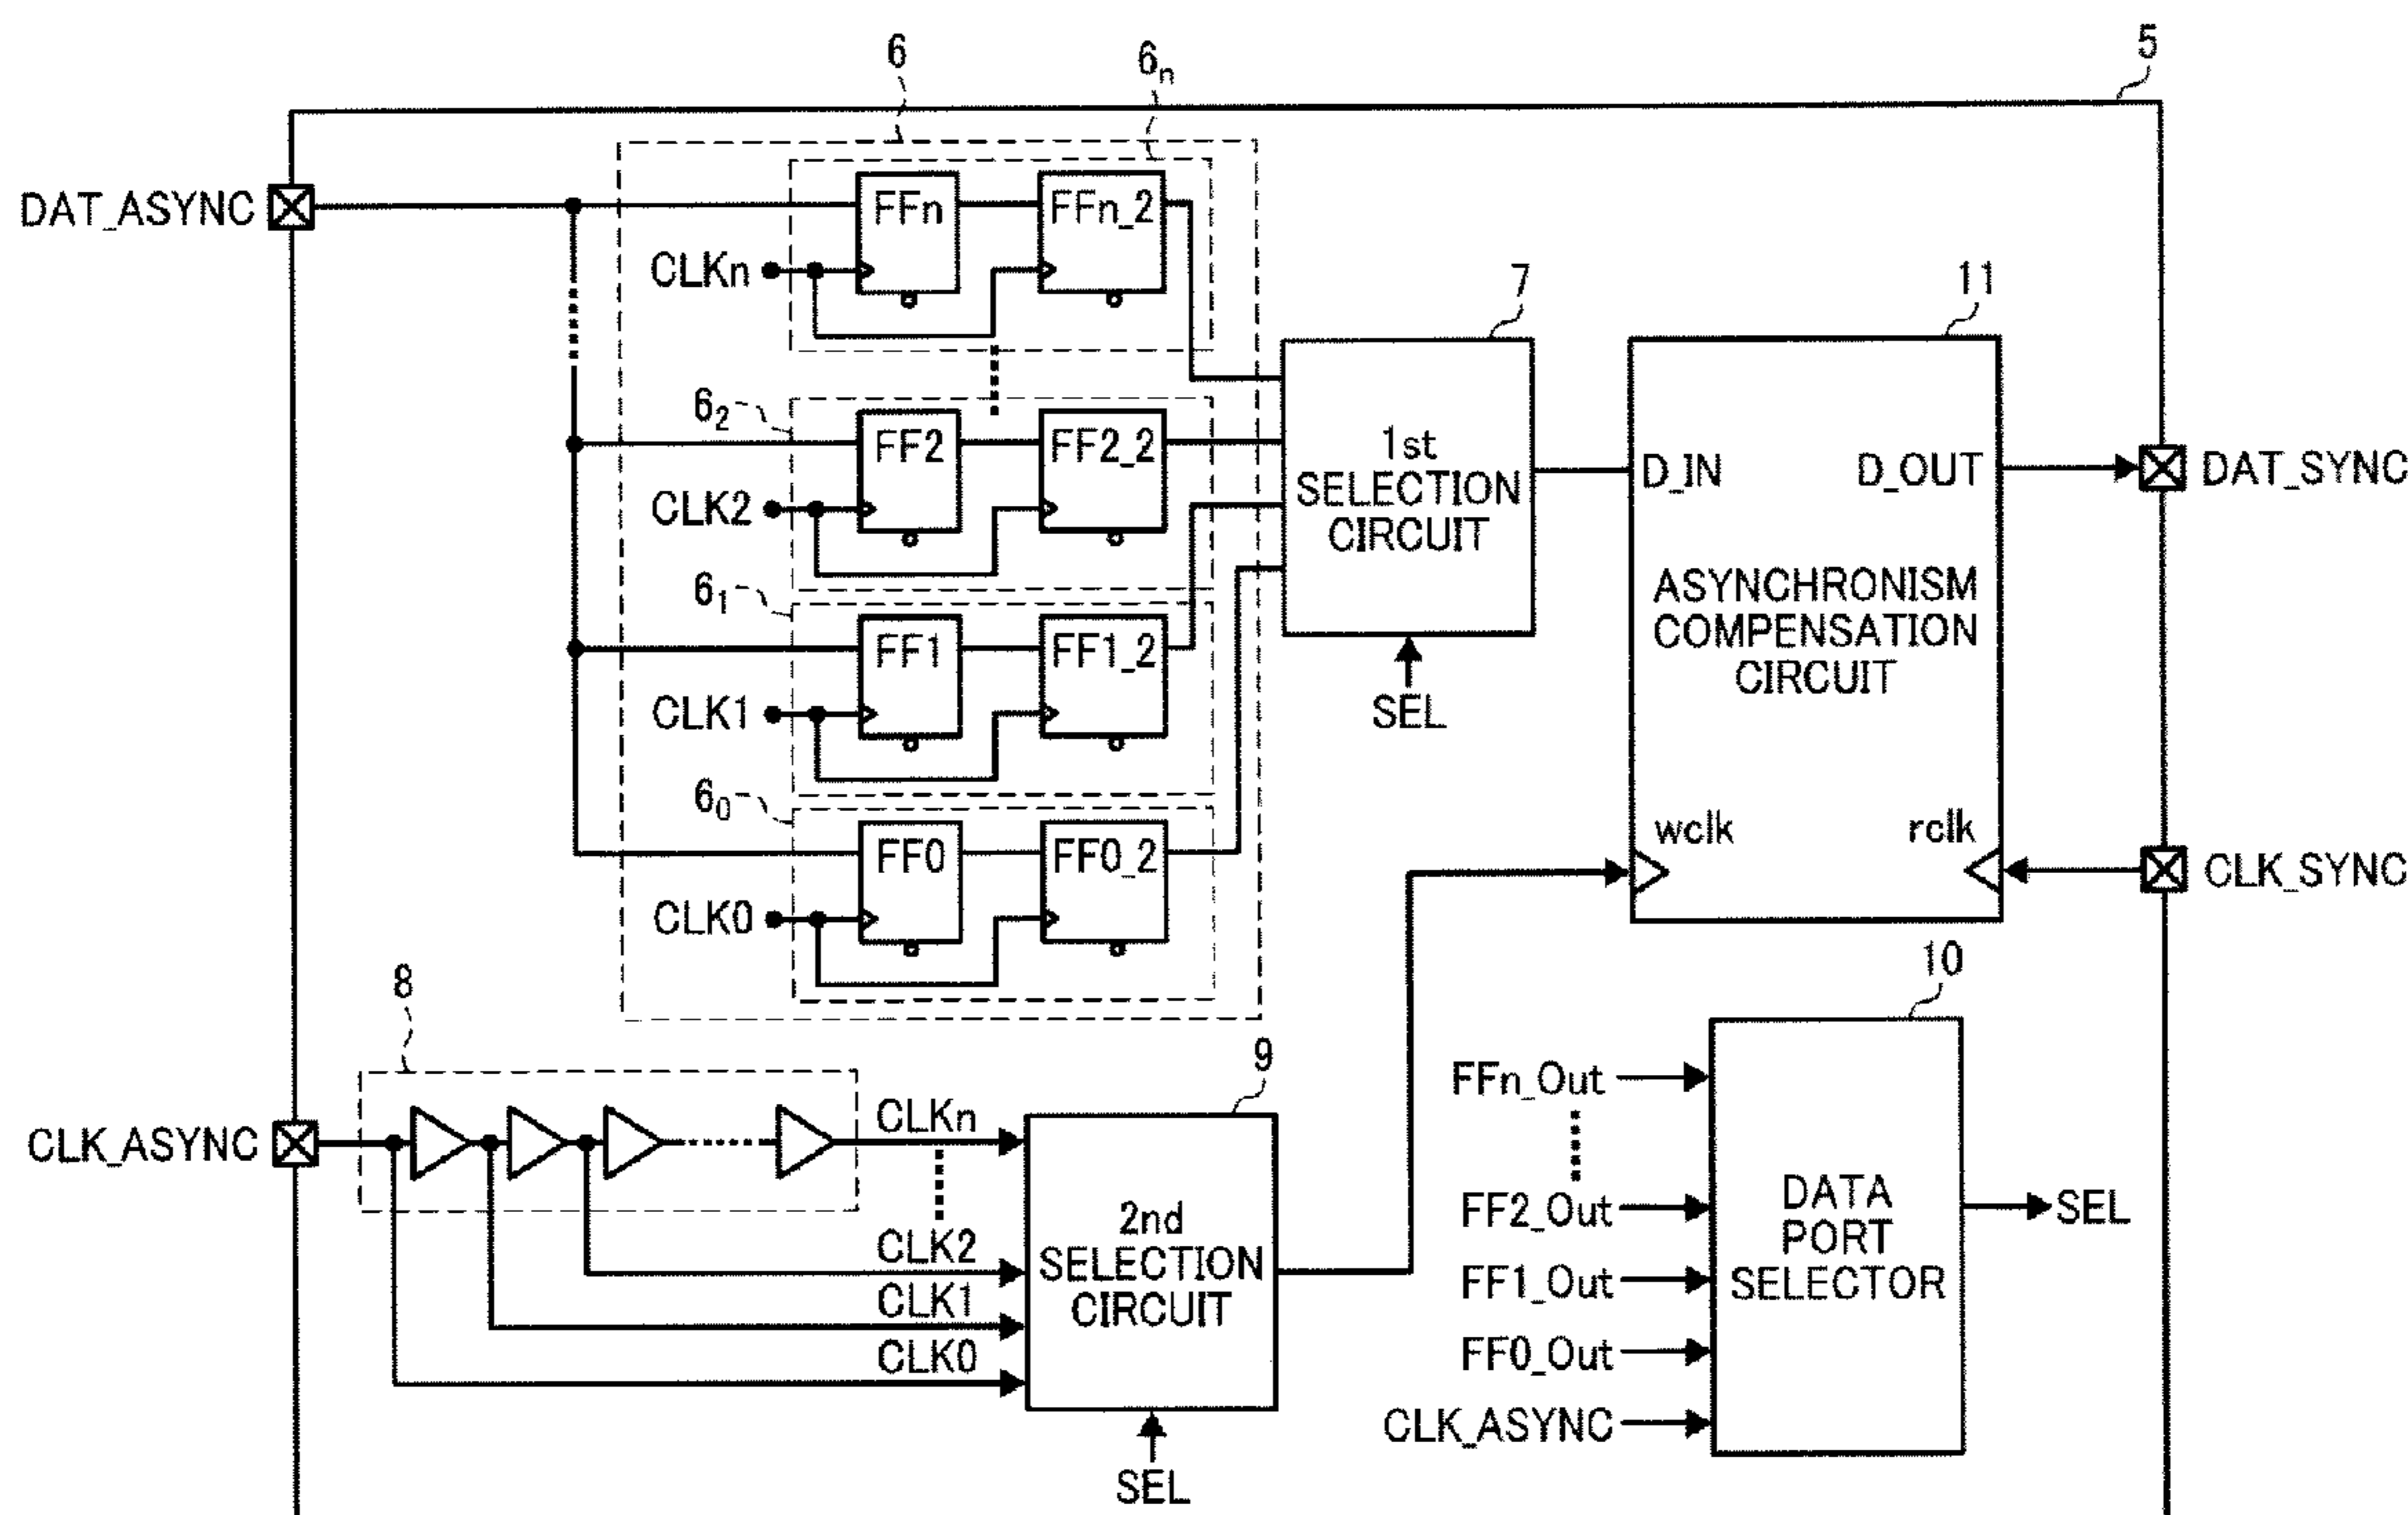 5
6
6n
DAT_ASYNC
FFn
FFn_2
CLKn
7
11
62
FF2
FF2_2
1st
SELECTION
CIRCUIT
D_IN
D_OUT
DAT_SYNC
CLK2
61
ASYNCHRONISM
COMPENSATION
CIRCUIT
FF1
FF1_2
CLK1
SEL
60
wclk
rclk
FF0
FF0_2
CLK_SYNC
CLK0
8
10
9
FFn_Out
CLKn
CLK_ASYNC
2nd
SELECTION
CIRCUIT
CLK2
CLK1
CLK0
FF2_Out
DATA
PORT
SELECTOR
SEL
FF1_Out
FF0_Out
CLK_ASYNC
SEL